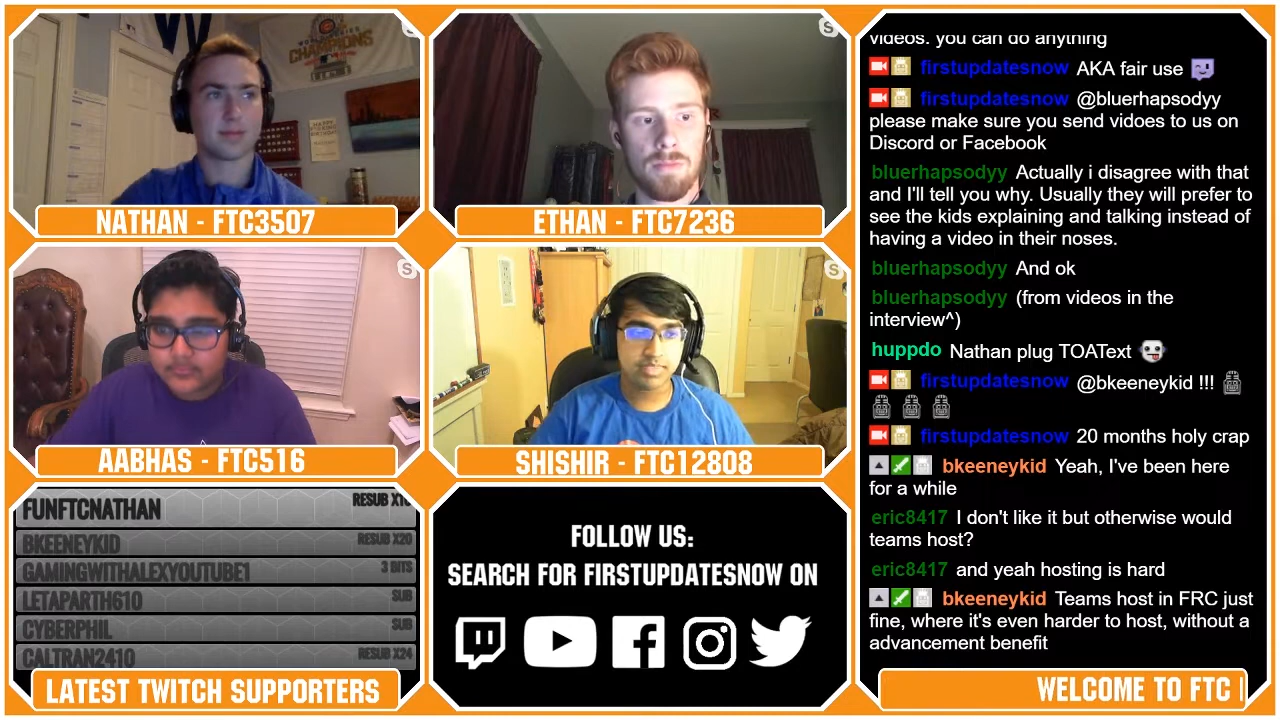 CHAMPIONS
NATHAN - FTC3507
ETHAN - FTC7236
AABHAS - FTC516
SHISHIR - FTC12808
FUNFTCNATHAN
RESUB
BKEENEYKID
RESUB X20
GAMINGWITHALEXYOUTUBE1
3 BITS
LETAPARTH610
SUB
CYBERPHIL
SUB
CALTRAN2410
RESUB X24
LATEST TWITCH SUPPORTERS
FOLLOW US:
SEARCH FOR FIRSTUPDATESNOW ON
videos. you can do anything
firstupdatesnow AKA fair use
firstupdatesnow @bluerhapsodyy
please make sure you send vidoes to us on
Discord or Facebook
bluerhapsodyy Actually i disagree with that
and I'll tell you why. Usually they will prefer to
see the kids explaining and talking instead of
having a video in their noses.
bluerhapsodyy And ok
bluerhapsodyy (from videos in the
interview^)
huppdo Nathan plug TOAText
firstupdatesnow @bkeeneykid !!!
firstupdatesnow 20 months holy crap
bkeeneykid Yeah, I've been here
for a while
eric8417 I don't like it but otherwise would
teams host?
eric8417 and yeah hosting is hard
bkeeneykid Teams host in FRC just
fine, where it's even harder to host, without a
advancement benefit
WELCOME TO FTC